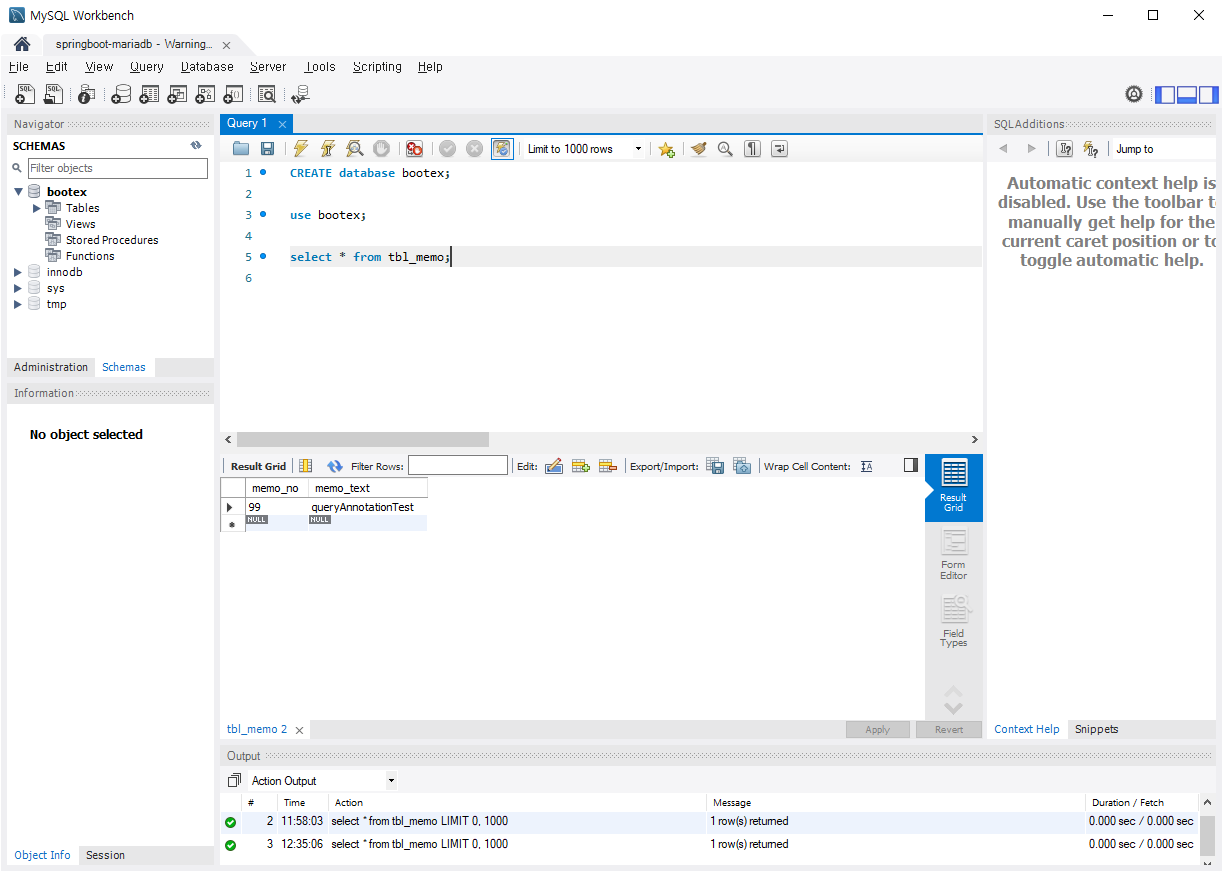 MySQL Workbench
springboot-mariadb - Warning...
File Edit View Query Database Server Tools Scripting Help
Navigator
SCHEMAS
Filter objects
bootex
Tables
Views
Stored Procedures
Functions
innodb
sys
tmp
Administration Schemas
Information
No object selected
Object Info Session
Query 1
Limit to 1000 rows
1 CREATE database bootex;
2
3 use bootex;
4
5 select * from tbl_memo;
6
Result Grid Filter Rows: Edit: Export/Import: Wrap Cell Content:
memo_no memo_text
99 queryAnnotationTest
NULL NULL
Result
Grid
Form
Editor
Field
Types
tbl_memo 2 Apply Revert
SQLAdditions
Jump to
Automatic context help is
disabled. Use the toolbar t
manually get help for the
current caret position or to
toggle automatic help.
Context Help Snippets
Output
Action Output
# Time Action Message Duration / Fetch
2 11:58:03 select * from tbl_memo LIMIT 0, 1000 1 row(s) returned 0.000 sec / 0.000 sec
3 12:35:06 select * from tbl_memo LIMIT 0, 1000 1 row(s) returned 0.000 sec / 0.000 sec